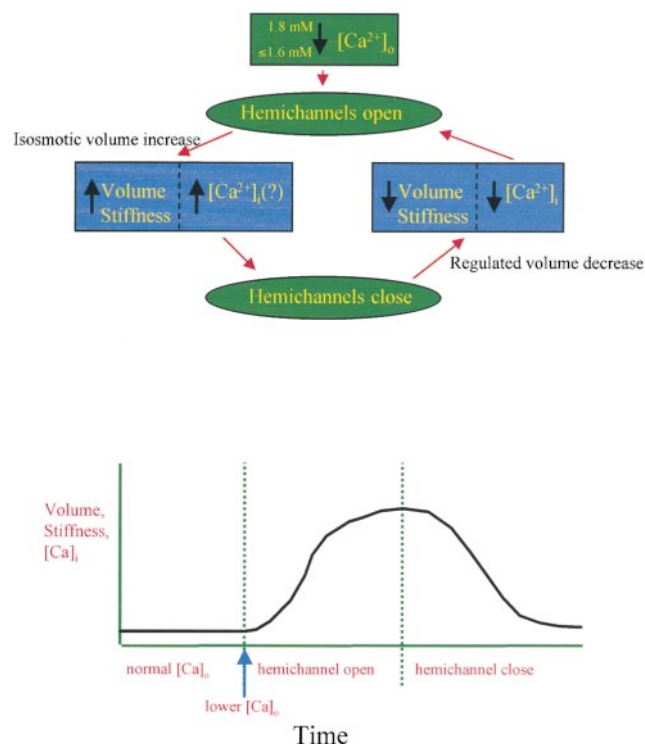 1.8 mM
≤1.6 mM
[Ca²⁺]ₒ
Hemichannels open
Isosmotic volume increase
Volume
Stiffness
[Ca²⁺]ᵢ(?)
Volume
Stiffness
[Ca²⁺]ᵢ
Regulated volume decrease
Hemichannels close
Volume,
Stiffness,
[Ca]ᵢ
normal [Ca]ₒ
hemichannel open
hemichannel close
lower [Ca]ₒ
Time